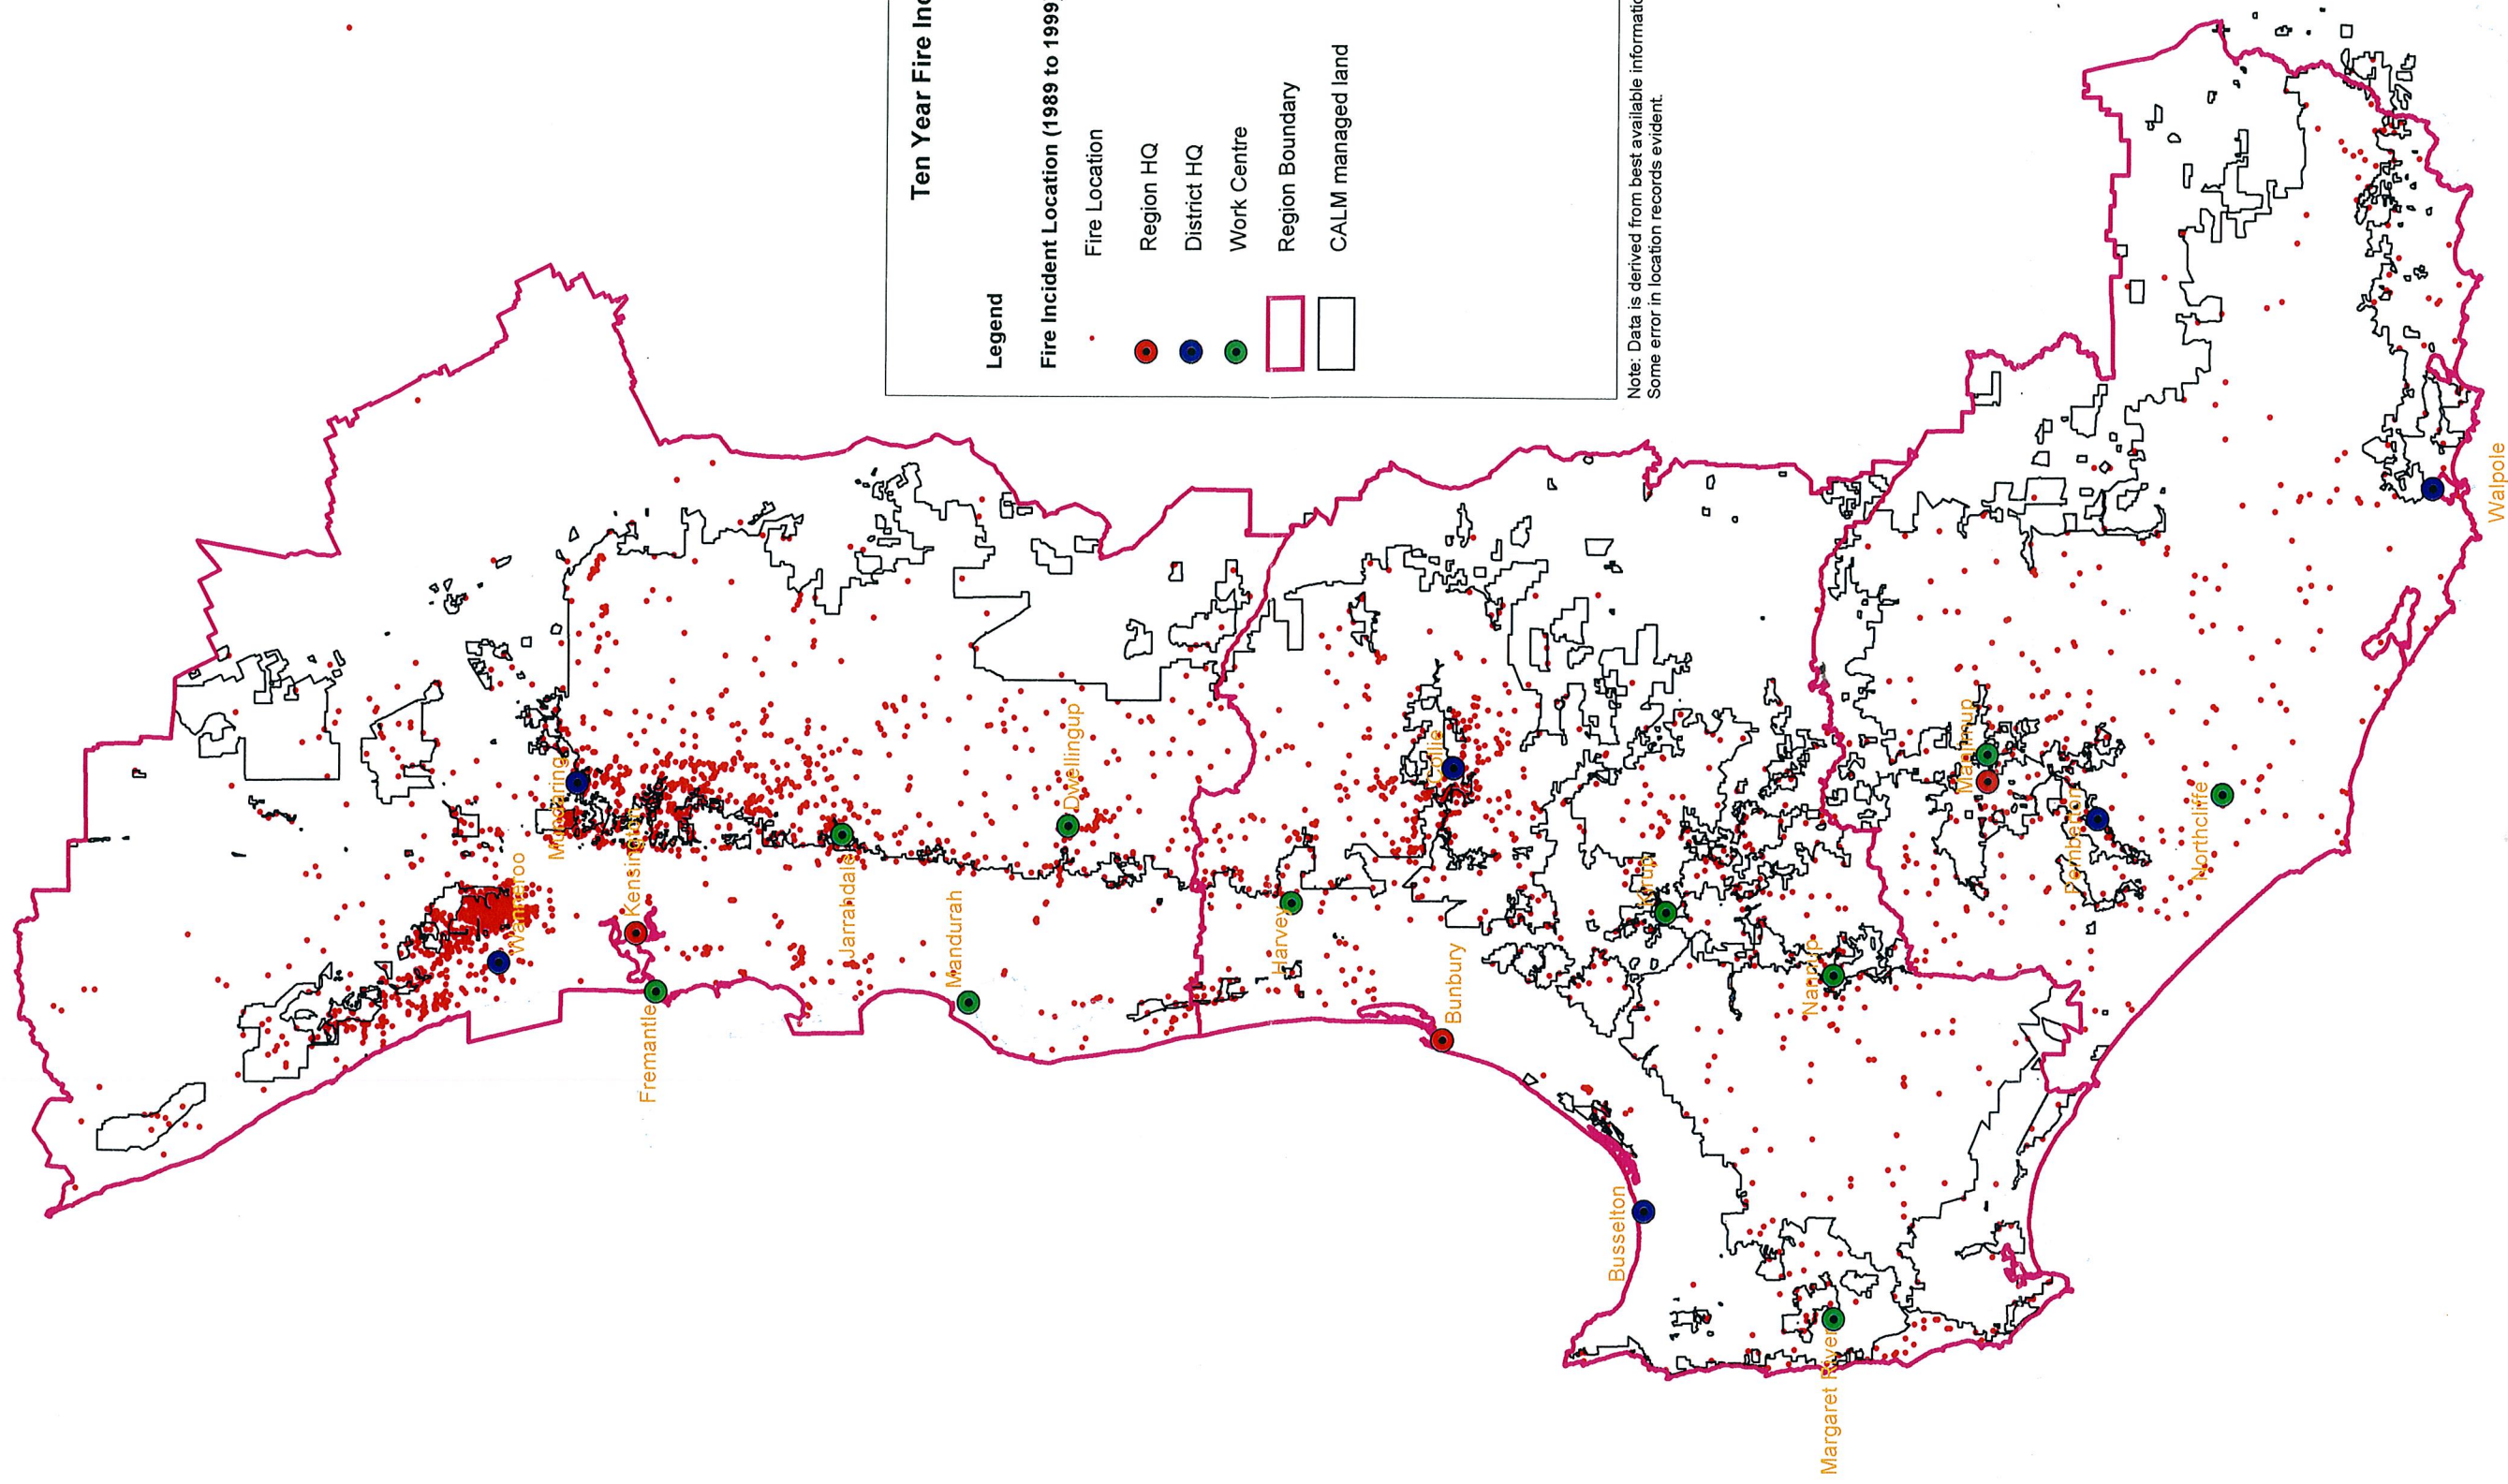 Ten Year Fire Inc
Legend
Fire Incident Location (1989 to 1999
Fire Location
Region HQ
District HQ
Work Centre
Region Boundary
CALM managed land
Note: Data is derived from best available informatio
Some error in location records evident.
Wanneroo
Mundaring
Kensington
Fremantle
Jarrahdale
Mandurah
Dwellingup
Harvey
Collie
Bunbury
Busselton
Kirup
Nannup
Margaret River
Manjimup
Pemberton
Northcliffe
Walpole